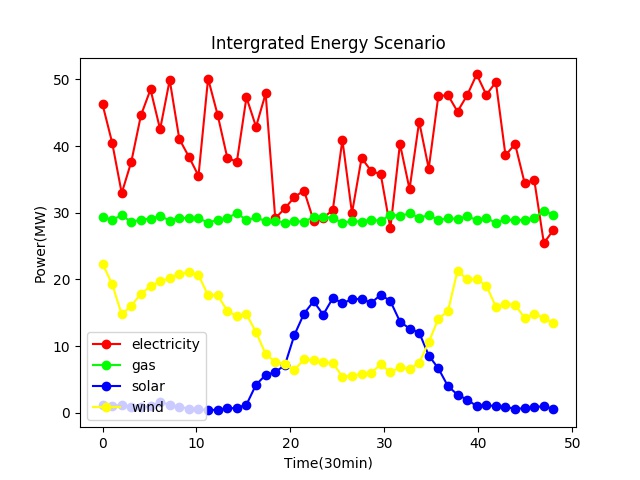 Intergrated Energy Scenario
Power(MW)
50
40
30
20
10
0
electricity
gas
solar
wind
0 10 20 30 40 50
Time(30min)